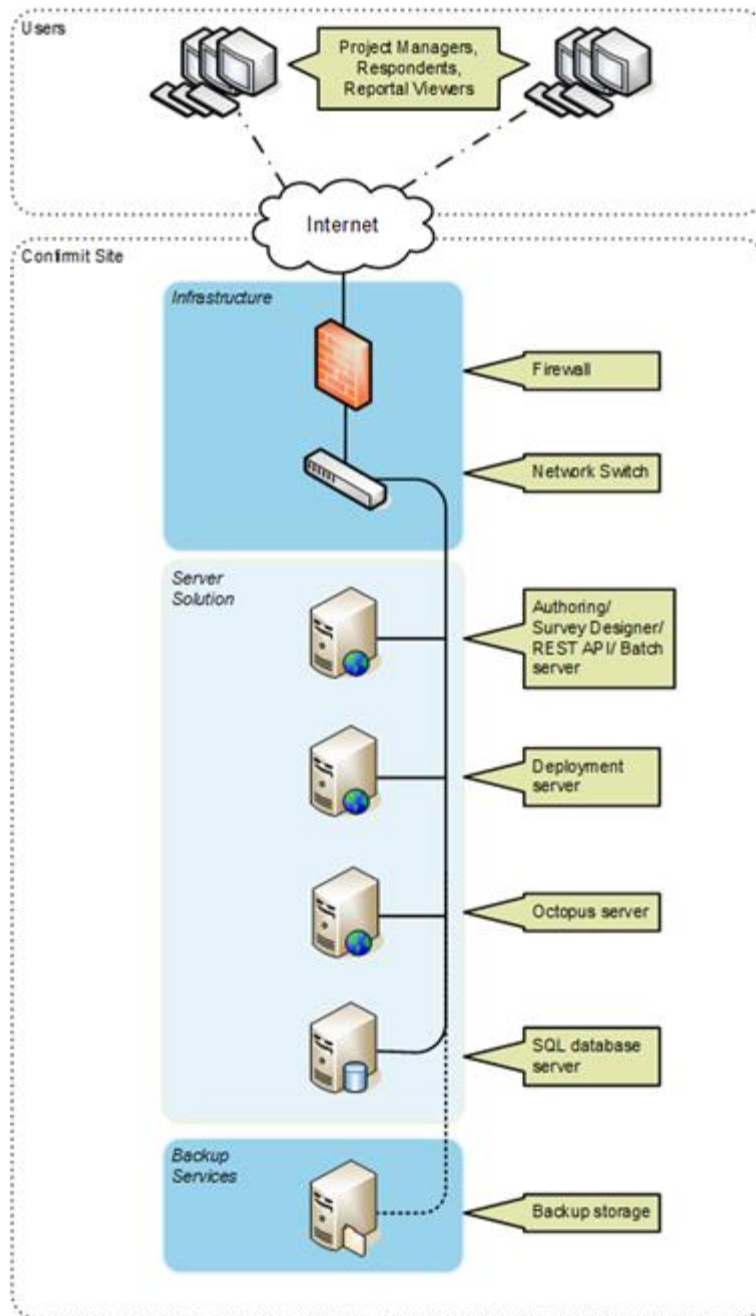 Users
Project Managers,
Respondents,
Reportal Viewers
Internet
Confirmit Site
Infrastructure
Firewall
Network Switch
Server
Solution
Authoring/
Survey Designer/
REST API/ Batch
server
Deployment
server
Octopus server
SQL database
server
Backup
Services
Backup storage